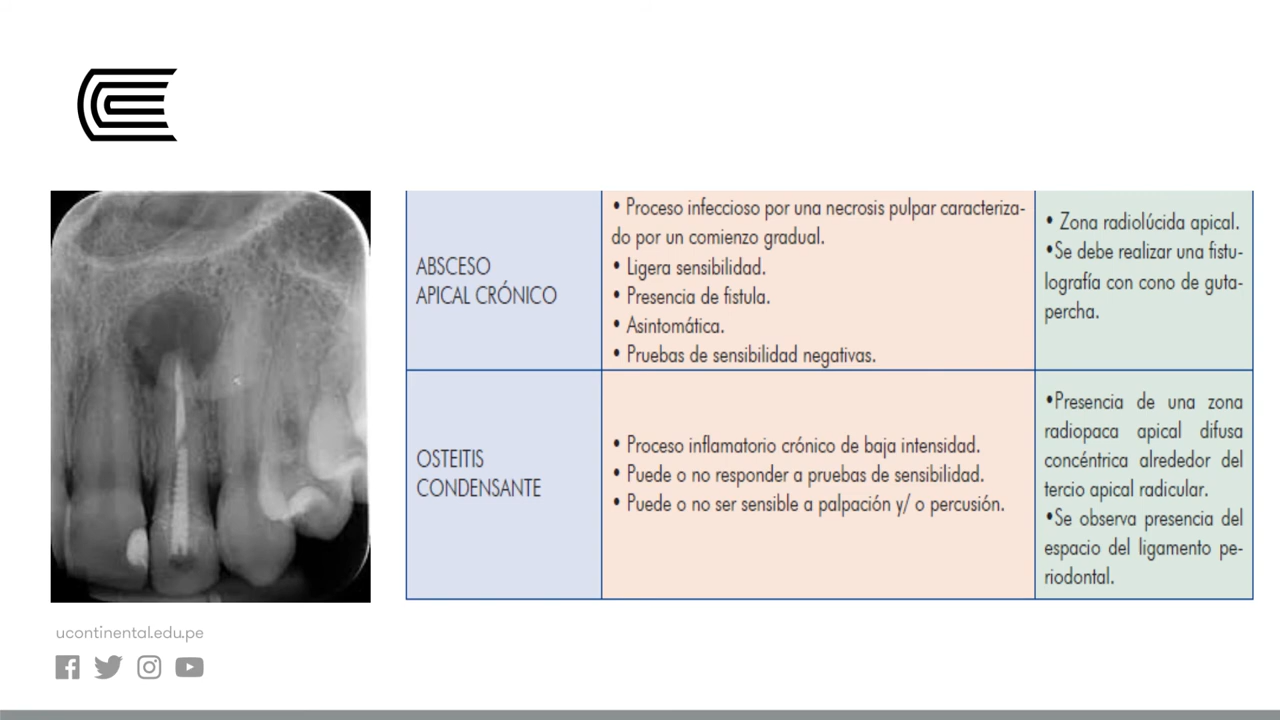 • Proceso infeccioso por una necrosis pulpar caracteriza-
do por un comienzo gradual.
ABSCESO
APICAL CRÓNICO
• Ligera sensibilidad.
• Presencia de fistula.
• Asintomática.
• Pruebas de sensibilidad negativas.
• Zona radiolúcida apical.
•Se debe realizar una fistu-
lografía con cono de guta-
percha.
OSTEITIS
CONDENSANTE
• Proceso inflamatorio crónico de baja intensidad.
• Puede o no responder a pruebas de sensibilidad.
• Puede o no ser sensible a palpación y/ o percusión.
•Presencia de una zona
radiopaca apical difusa
concéntrica alrededor del
tercio apical radicular.
•Se observa presencia del
espacio del ligamento pe-
riodontal.
ucontinental.edu.pe